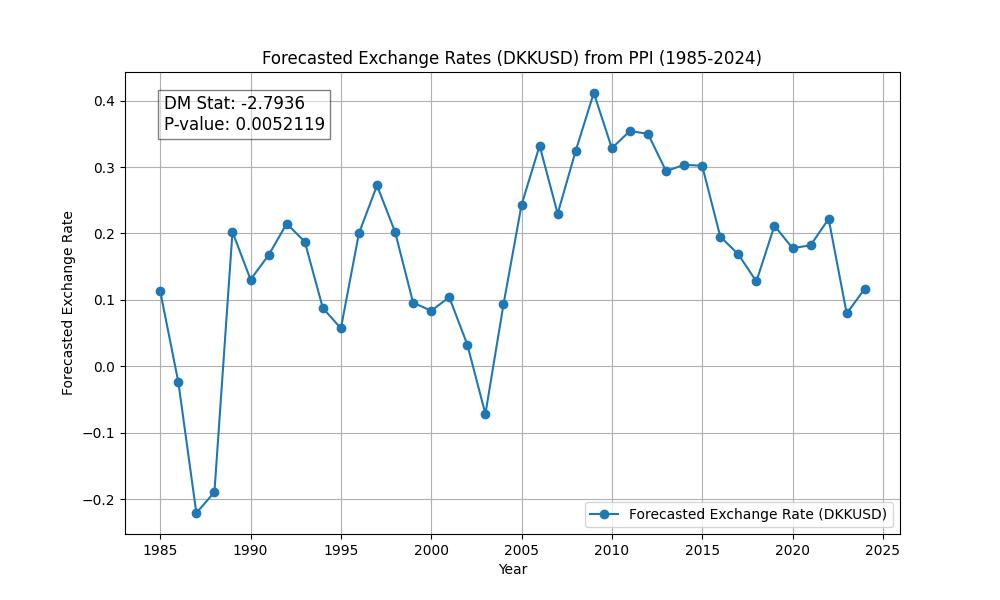 Forecasted Exchange Rates (DKKUSD) from PPI (1985-2024)
DM Stat: -2.7936
P-value: 0.0052119
0.4
0.3
0.2
0.1
0.0
−0.1
−0.2
Forecasted Exchange Rate
Forecasted Exchange Rate (DKKUSD)
1985 1990 1995 2000 2005 2010 2015 2020 2025
Year